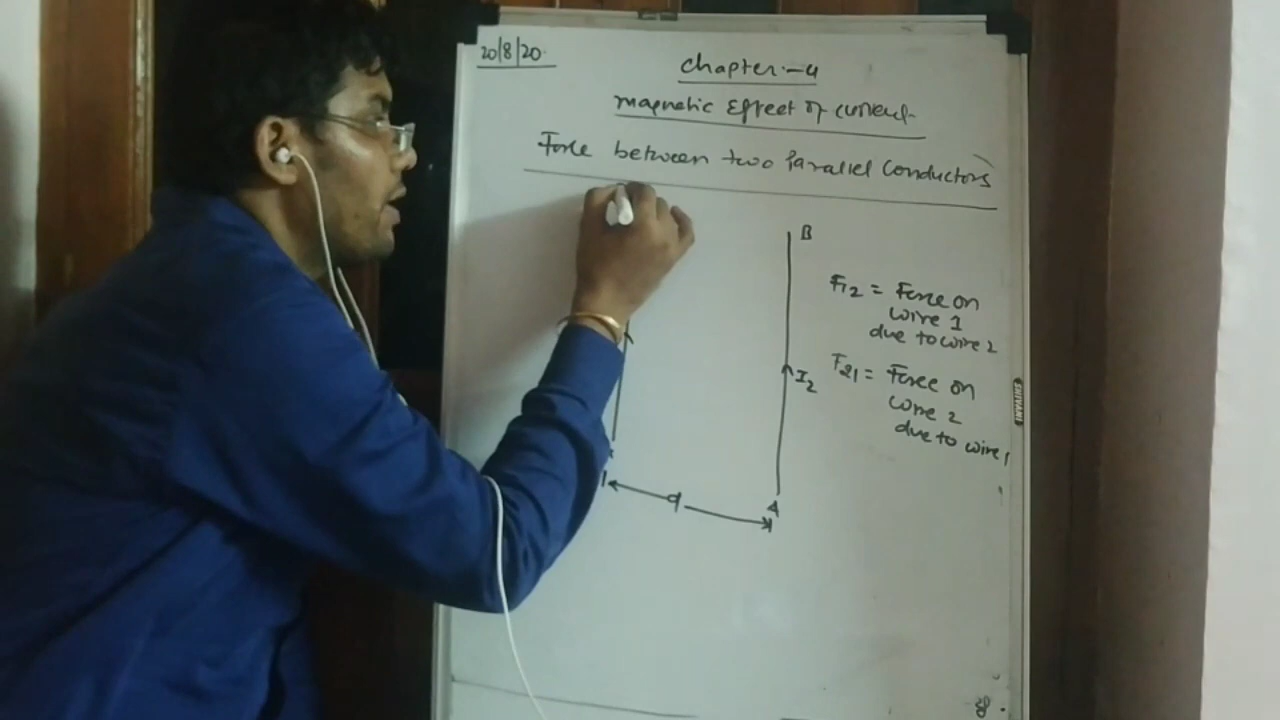 20/8/20.
Chapter:-4
Magnetic Effect of Current-
Force between two Parallel Conductors
B
F12 = Force on
wire 1
due to wire 2
I2
F21 = Force on
wire 2
due to wire 1
d
A